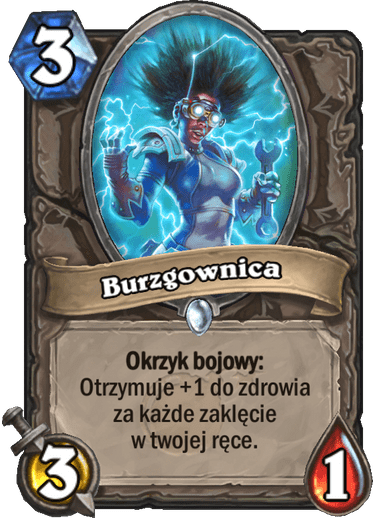 3
Burzgownica
Okrzyk bojowy:
Otrzymuje +1 do zdrowia
za każde zaklęcie
w twojej ręce.
3
1